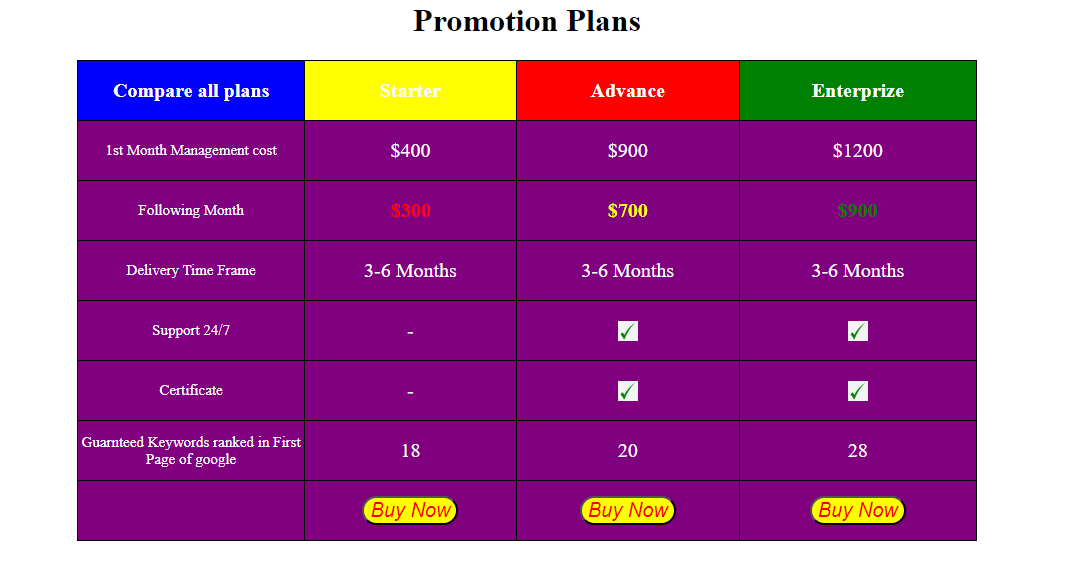 Promotion Plans
Compare all plans Starter Advance Enterprize
1st Month Management cost $400 $900 $1200
Following Month $300 $700 $900
Delivery Time Frame 3-6 Months 3-6 Months 3-6 Months
Support 24/7 - ✓ ✓
Certificate - ✓ ✓
Guarnteed Keywords ranked in First
Page of google 18 20 28
Buy Now Buy Now Buy Now